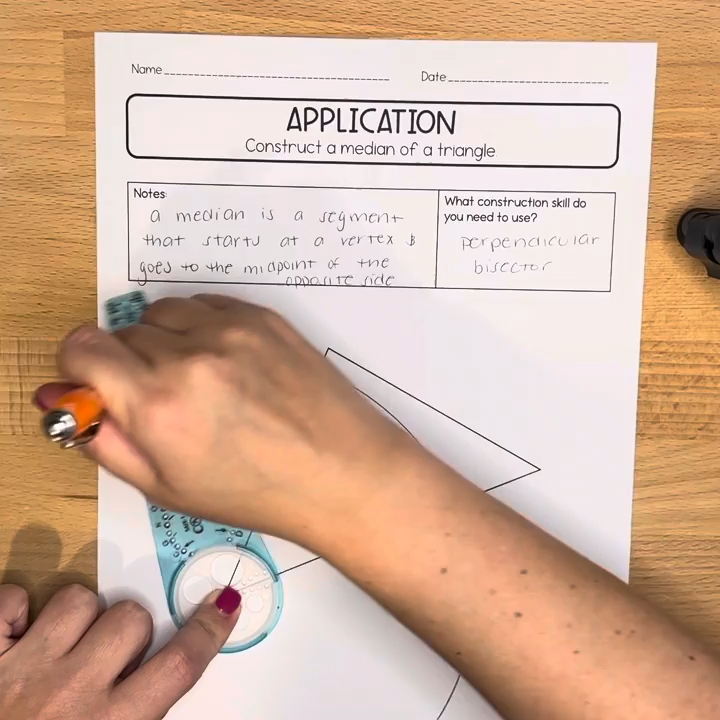 Name Date
APPLICATION
Construct a median of a triangle
Notes:
a median is a segment
that starts at a vertex &
goes to the midpoint of the
opposite side
What construction skill do
you need to use?
perpendicular
bisector